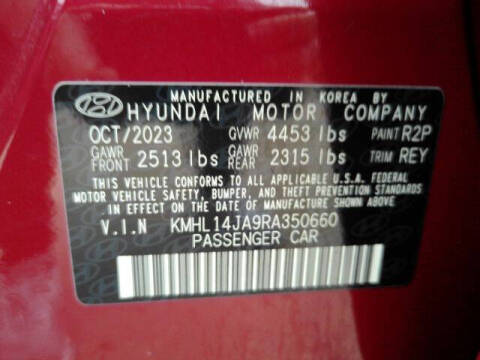 MANUFACTURED IN KOREA BY
HYUNDAI MOTOR COMPANY
OCT/2023 GVWR 4453 lbs PAINT R2P
GAWR FRONT 2513 lbs GAWR REAR 2315 lbs TRIM REY
THIS VEHICLE CONFORMS TO ALL APPLICABLE U.S.A. FEDERAL
MOTOR VEHICLE SAFETY, BUMPER, AND THEFT PREVENTION STANDARDS
IN EFFECT ON THE DATE OF MANUFACTURE SHOWN ABOVE.
V.I.N KMHL14JA9RA350660
PASSENGER CAR